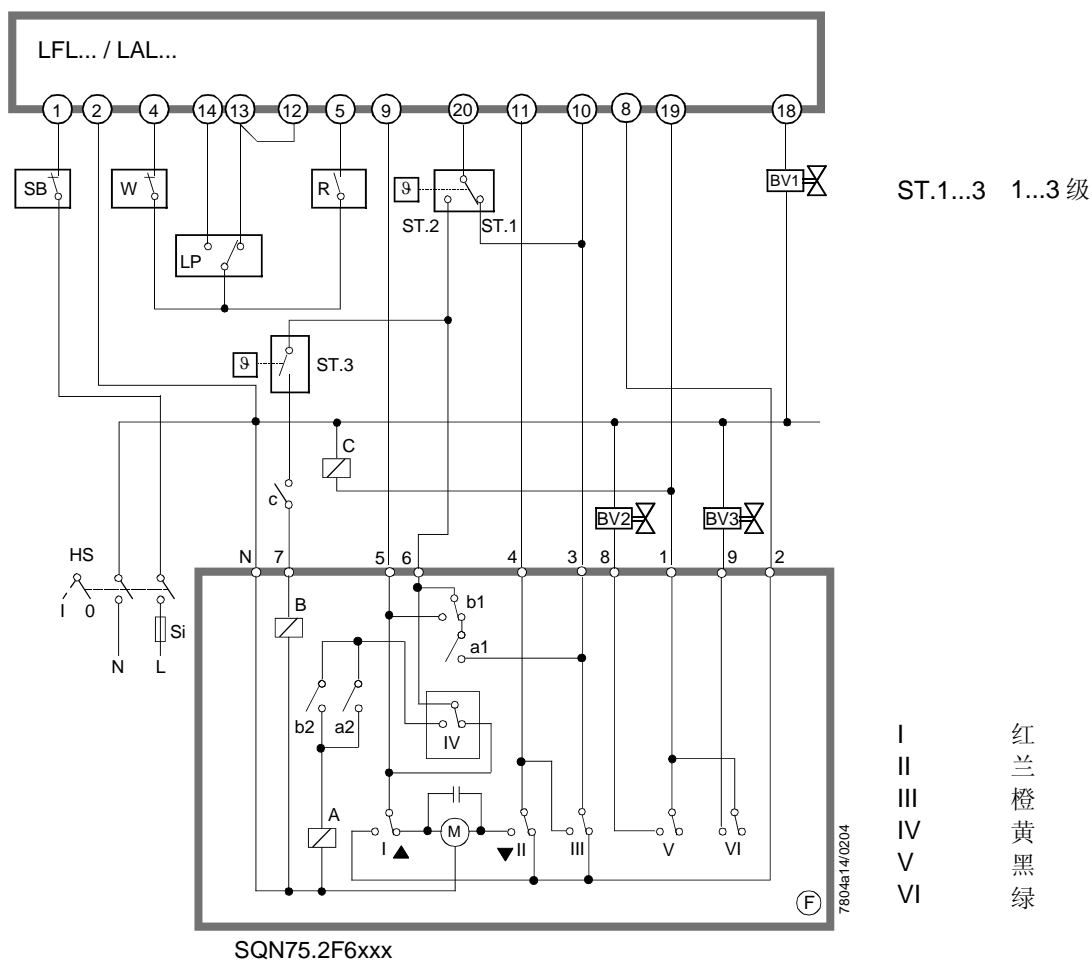 LFL... / LAL...
1 2 4 14 13 12 5 9 20 11 10 8 19 18
SB W R ϑ BV1
ST.1...3 1...3 级
ST.2 ST.1
LP
ϑ ST.3
C
c
BV2 BV3
HS
N 7 5 6 4 3 8 1 9 2
I 0
Si
N L
B
b1
a1
b2 a2
IV
A
M
I ▲ ▼ II III V VI
F
7804a14/0204
SQN75.2F6xxx
I 红
II 兰
III 橙
IV 黄
V 黑
VI 绿